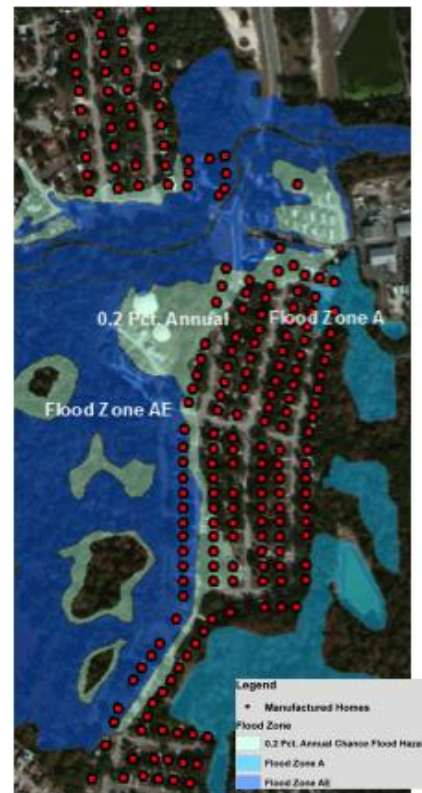 0.2 Pct. Annual
Flood Zone A
Flood Zone AE
Legend
Manufactured Homes
Flood Zone
0.2 Pct. Annual Chance Flood Haza
Flood Zone A
Flood Zone AE